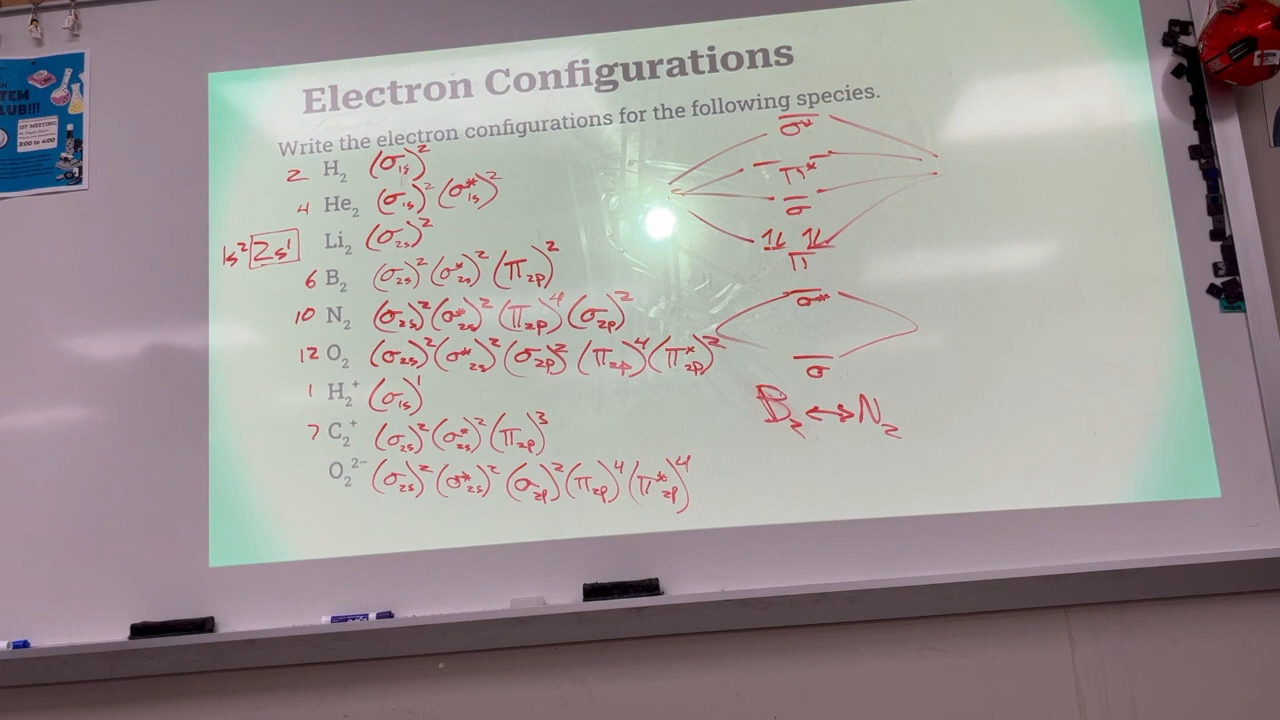 TEM
LUB!!!
1ST MEETING
Electron Configurations
Write the electron configurations for the following species.
2 H₂ (σ₁ₛ)²
4 He₂ (σ₁ₛ)² (σ*₁ₛ)²
1s² 2s¹ Li₂ (σ₂ₛ)²
6 B₂ (σ₂ₛ)² (σ*₂ₛ)² (π₂ₚ)²
10 N₂ (σ₂ₛ)² (σ*₂ₛ)² (π₂ₚ)⁴ (σ₂ₚ)²
12 O₂ (σ₂ₛ)² (σ*₂ₛ)² (σ₂ₚ)² (π₂ₚ)⁴ (π*₂ₚ)²
1 H₂⁺ (σ₁ₛ)¹
7 C₂⁺ (σ₂ₛ)² (σ*₂ₛ)² (π₂ₚ)³
O₂²⁻ (σ₂ₛ)² (σ*₂ₛ)² (σ₂ₚ)² (π₂ₚ)⁴ (π*₂ₚ)⁴
σ*
π*
σ
⥮ ⥮
π
σ*
σ
B₂ ↔ N₂